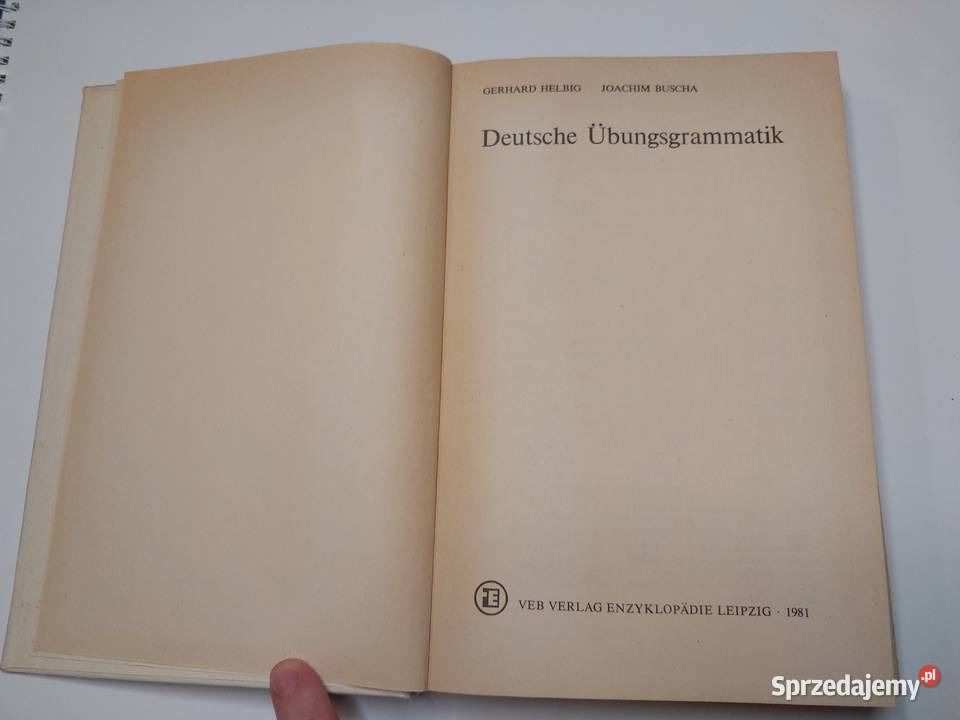 GERHARD HELBIG JOACHIM BUSCHA
Deutsche Übungsgrammatik
E VEB VERLAG ENZYKLOPÄDIE LEIPZIG · 1981
Sprzedajemy.pl